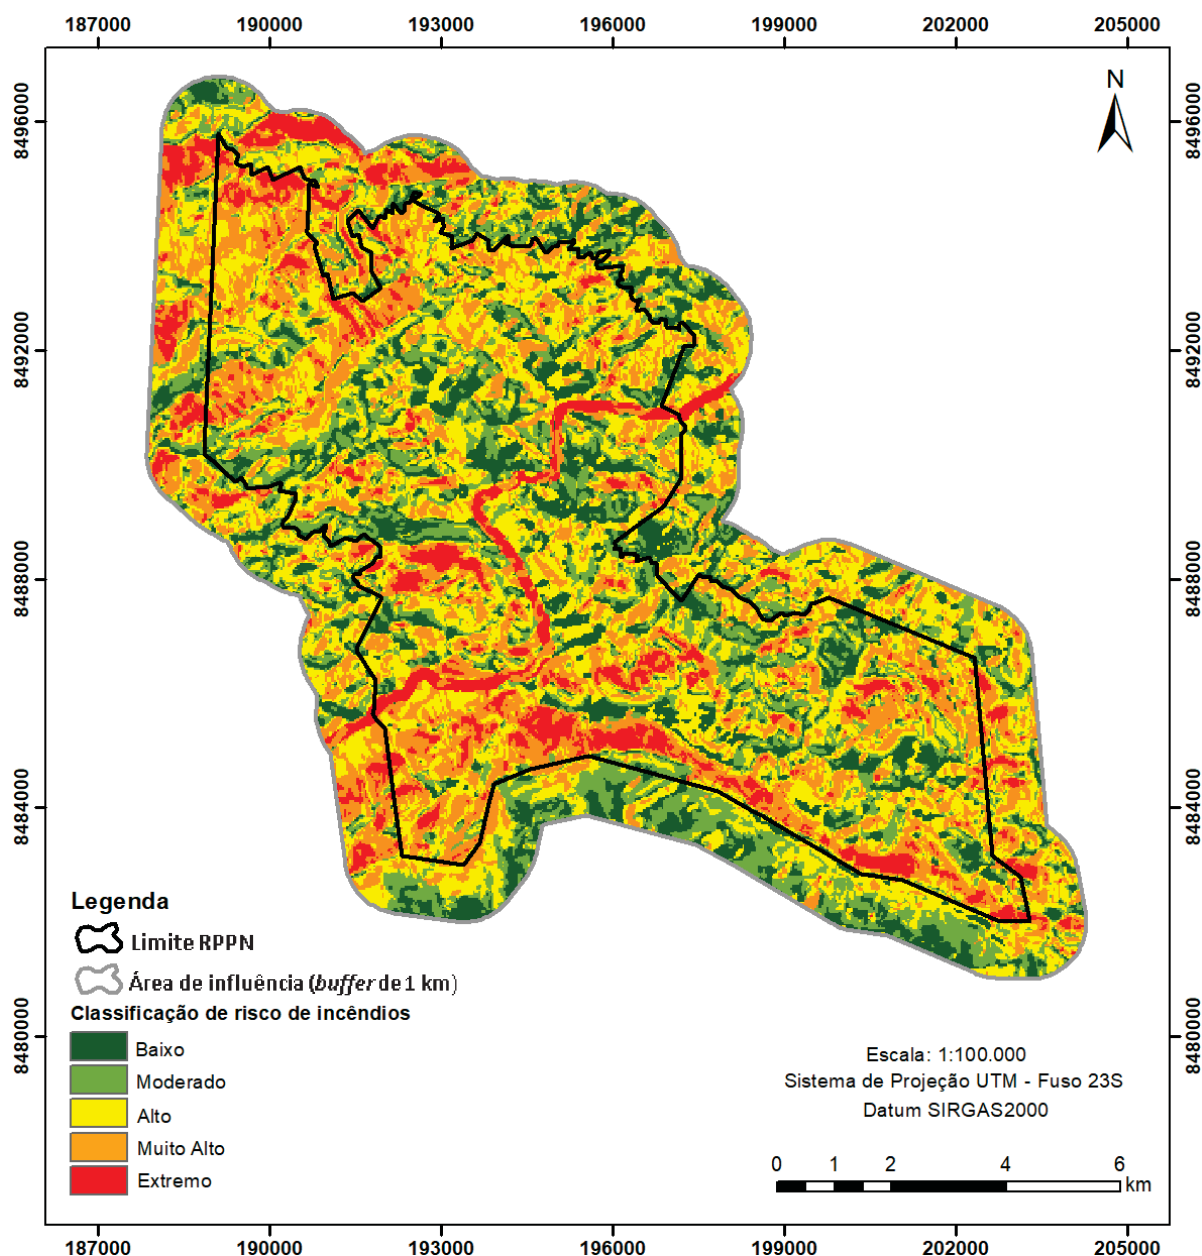 187000 190000 193000 196000 199000 202000 205000
N
8496000 8496000
8492000 8492000
8488000 8488000
8484000 8484000
8480000 8480000
Legenda
Limite RPPN
Área de influência (buffer de 1 km)
Classificação de risco de incêndios
Baixo
Moderado
Alto
Muito Alto
Extremo
Escala: 1:100.000
Sistema de Projeção UTM - Fuso 23S
Datum SIRGAS2000
0 1 2 4 6
km
187000 190000 193000 196000 199000 202000 205000